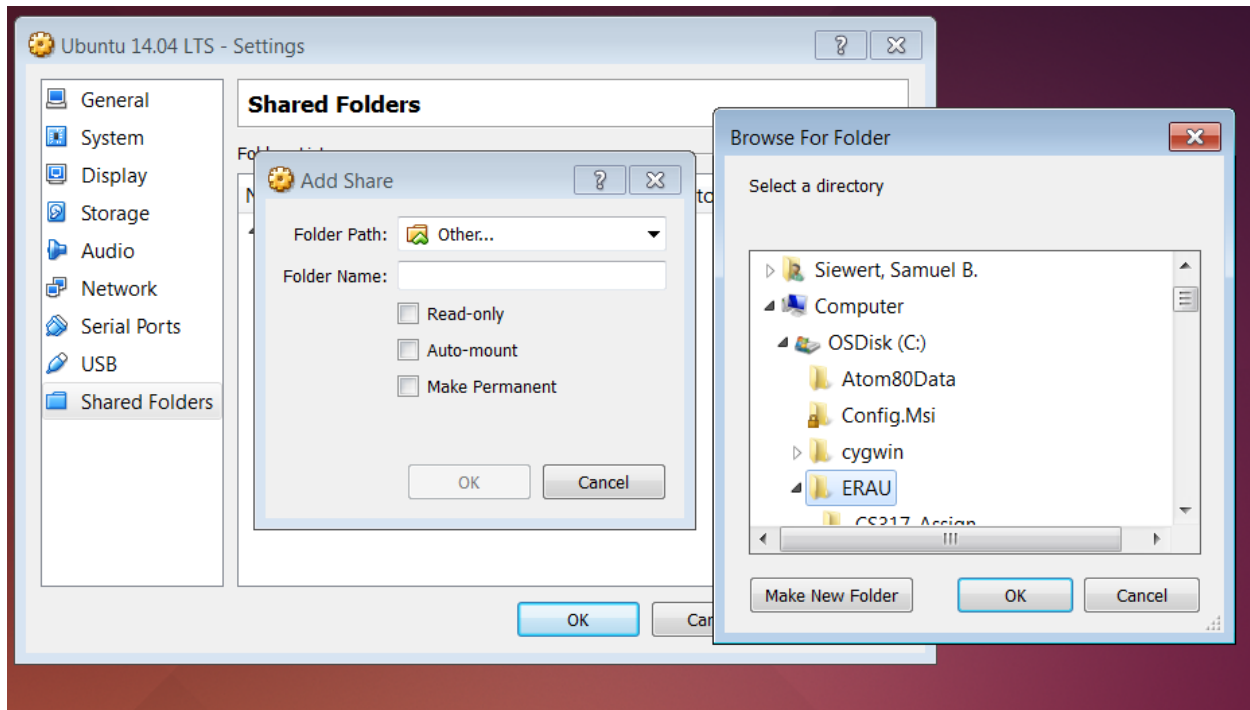 Ubuntu 14.04 LTS - Settings
General
System
Display
Storage
Audio
Network
Serial Ports
USB
Shared Folders
Shared Folders
Add Share
Folder Path: Other...
Folder Name:
Read-only
Auto-mount
Make Permanent
OK Cancel
OK
Browse For Folder
Select a directory
Siewert, Samuel B.
Computer
OSDisk (C:)
Atom80Data
Config.Msi
cygwin
ERAU
CS317_Assign
Make New Folder OK Cancel